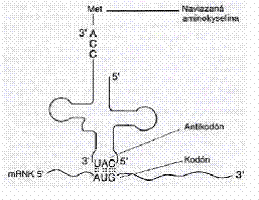 Met
Naviazaná
aminokyselina
3'
A
C
C
5'
Antikodón
3' UAC 5'
Kodón
mRNK 5' AUG 3'